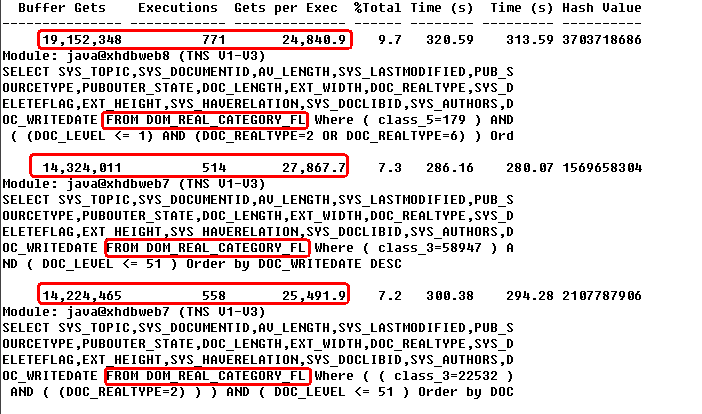 Buffer Gets Executions Gets per Exec %Total Time (s) Time (s) Hash Value
19,152,348 771 24,840.9 9.7 320.59 313.59 3703718686
Module: java@xhdbweb8 (TNS V1-V3)
SELECT SYS_TOPIC,SYS_DOCUMENTID,AV_LENGTH,SYS_LASTMODIFIED,PUB_S
OURCETYPE,PUBOUTER_STATE,DOC_LENGTH,EXT_WIDTH,DOC_REALTYPE,SYS_D
ELETEFLAG,EXT_HEIGHT,SYS_HAVERELATION,SYS_DOCLIBID,SYS_AUTHORS,D
OC_WRITEDATE FROM DOM_REAL_CATEGORY_FL Where ( class_5=179 ) AND
( (DOC_LEVEL <= 1) AND (DOC_REALTYPE=2 OR DOC_REALTYPE=6) ) Ord
14,324,011 514 27,867.7 7.3 286.16 280.07 1569658304
Module: java@xhdbweb7 (TNS V1-V3)
SELECT SYS_TOPIC,SYS_DOCUMENTID,AV_LENGTH,SYS_LASTMODIFIED,PUB_S
OURCETYPE,PUBOUTER_STATE,DOC_LENGTH,EXT_WIDTH,DOC_REALTYPE,SYS_D
ELETEFLAG,EXT_HEIGHT,SYS_HAVERELATION,SYS_DOCLIBID,SYS_AUTHORS,D
OC_WRITEDATE FROM DOM_REAL_CATEGORY_FL Where ( class_3=58947 ) A
ND ( DOC_LEVEL <= 51 ) Order by DOC_WRITEDATE DESC
14,224,465 558 25,491.9 7.2 300.38 294.28 2107787906
Module: java@xhdbweb7 (TNS V1-V3)
SELECT SYS_TOPIC,SYS_DOCUMENTID,AV_LENGTH,SYS_LASTMODIFIED,PUB_S
OURCETYPE,PUBOUTER_STATE,DOC_LENGTH,EXT_WIDTH,DOC_REALTYPE,SYS_D
ELETEFLAG,EXT_HEIGHT,SYS_HAVERELATION,SYS_DOCLIBID,SYS_AUTHORS,D
OC_WRITEDATE FROM DOM_REAL_CATEGORY_FL Where ( ( class_3=22532 )
AND ( (DOC_REALTYPE=2) ) ) AND ( DOC_LEVEL <= 51 ) Order by DOC